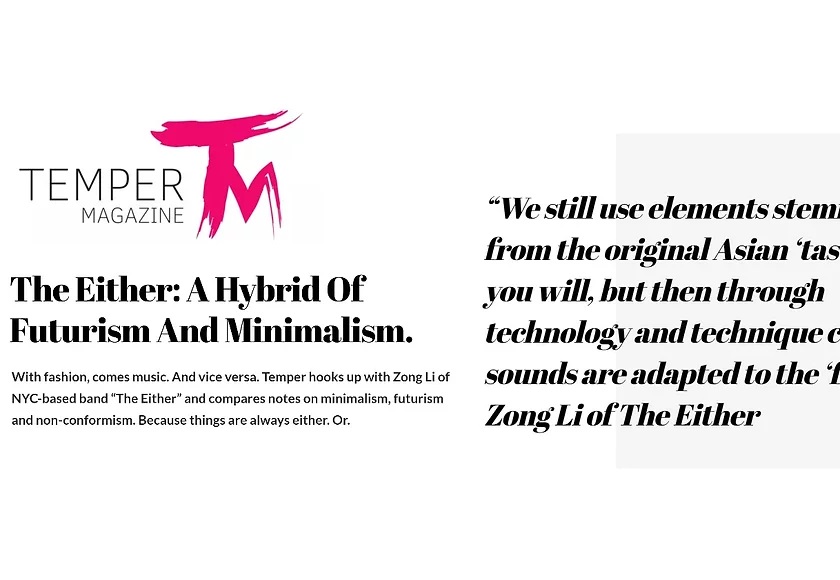 TEMPER
MAGAZINE
TM
The Either: A Hybrid Of
Futurism And Minimalism.
With fashion, comes music. And vice versa. Temper hooks up with Zong Li of
NYC-based band “The Either” and compares notes on minimalism, futurism
and non-conformism. Because things are always either. Or.
“We still use elements
from the original Asian
you will, but then through
technology and technique
sounds are adapted to the
Zong Li of The Either